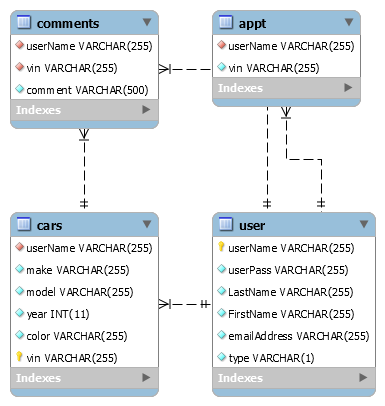 comments
userName VARCHAR(255)
vin VARCHAR(255)
comment VARCHAR(500)
Indexes
appt
userName VARCHAR(255)
vin VARCHAR(255)
Indexes
cars
userName VARCHAR(255)
make VARCHAR(255)
model VARCHAR(255)
year INT(11)
color VARCHAR(255)
vin VARCHAR(255)
Indexes
user
userName VARCHAR(255)
userPass VARCHAR(255)
LastName VARCHAR(255)
FirstName VARCHAR(255)
emailAddress VARCHAR(255)
type VARCHAR(1)
Indexes